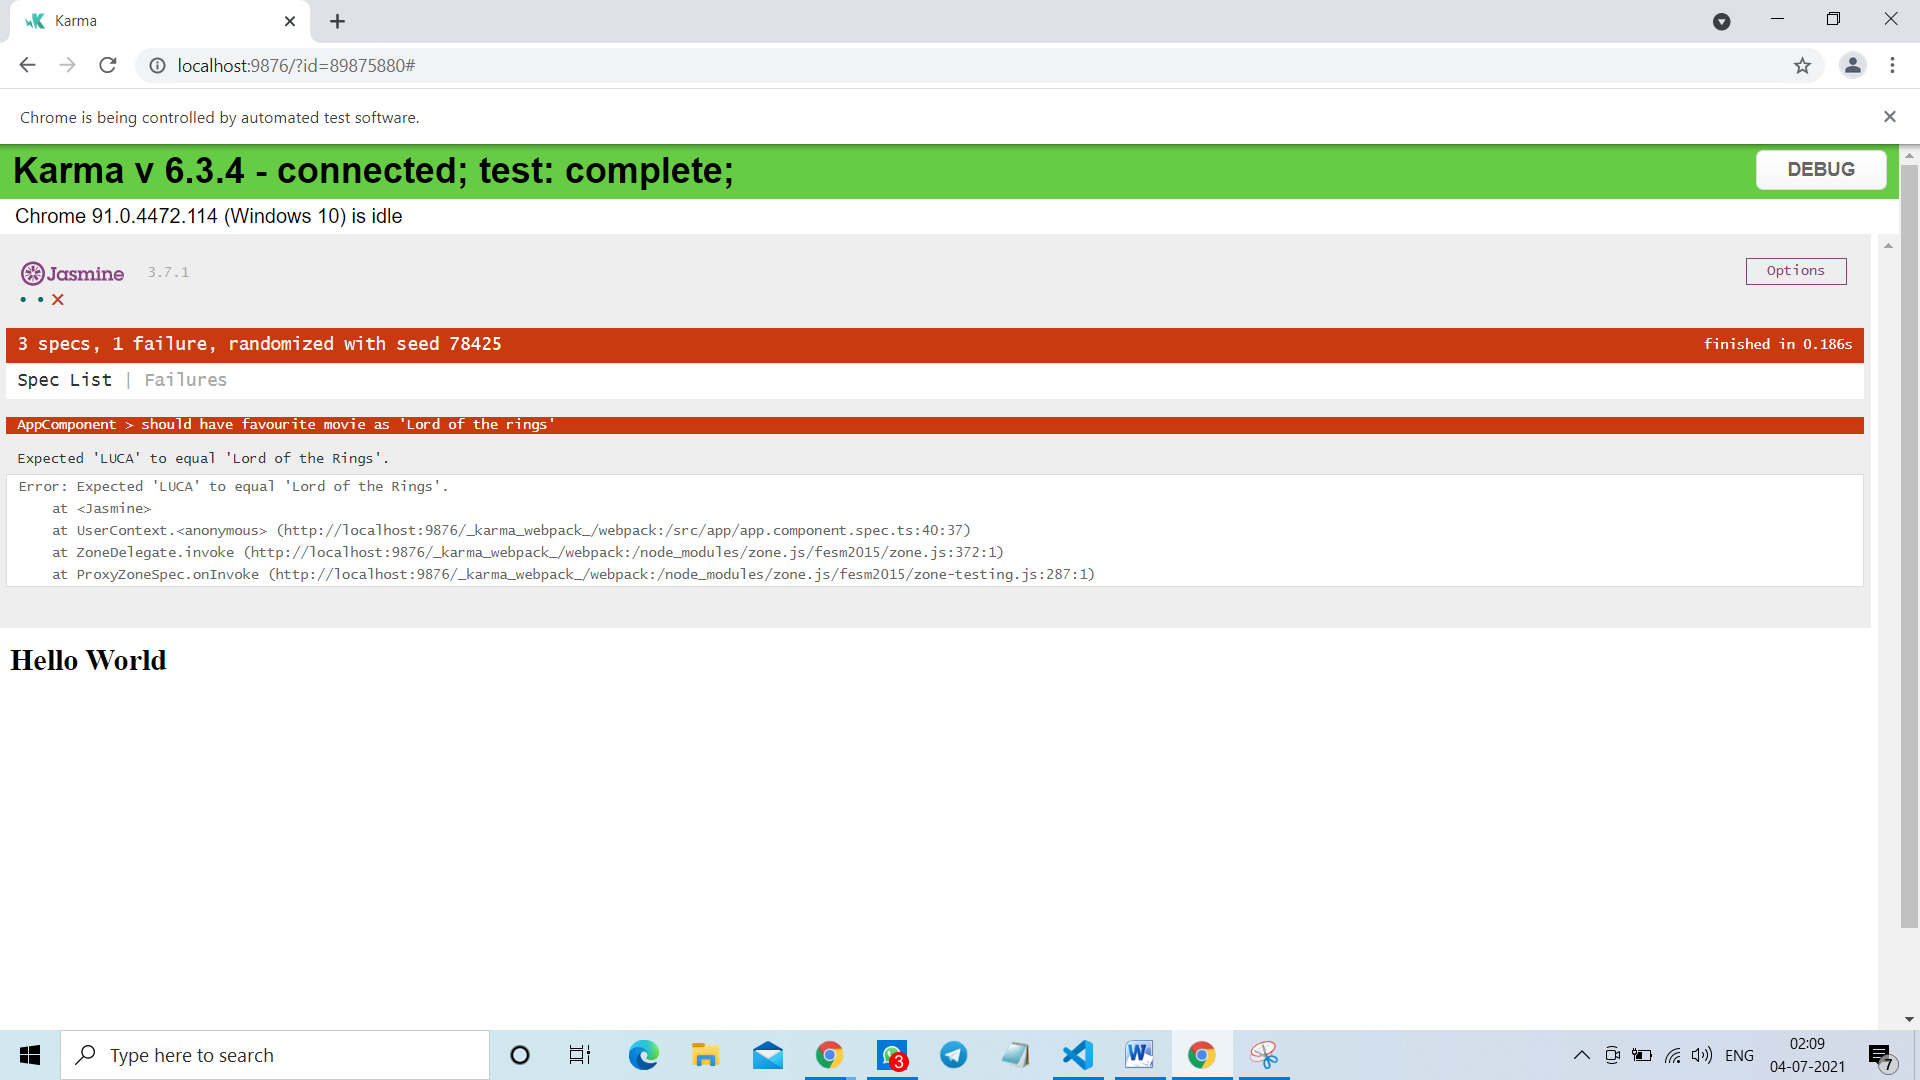 Karma
localhost:9876/?id=89875880#
Chrome is being controlled by automated test software.
Karma v 6.3.4 - connected; test: complete;
DEBUG
Chrome 91.0.4472.114 (Windows 10) is idle
Jasmine 3.7.1
Options
3 specs, 1 failure, randomized with seed 78425
finished in 0.186s
Spec List | Failures
AppComponent > should have favourite movie as 'Lord of the rings'
Expected 'LUCA' to equal 'Lord of the Rings'.
Error: Expected 'LUCA' to equal 'Lord of the Rings'.
at <Jasmine>
at UserContext.<anonymous> (http://localhost:9876/_karma_webpack_/webpack:/src/app/app.component.spec.ts:40:37)
at ZoneDelegate.invoke (http://localhost:9876/_karma_webpack_/webpack:/node_modules/zone.js/fesm2015/zone.js:372:1)
at ProxyZoneSpec.onInvoke (http://localhost:9876/_karma_webpack_/webpack:/node_modules/zone.js/fesm2015/zone-testing.js:287:1)
Hello World
Type here to search
3
W
ENG
02:09
04-07-2021
7